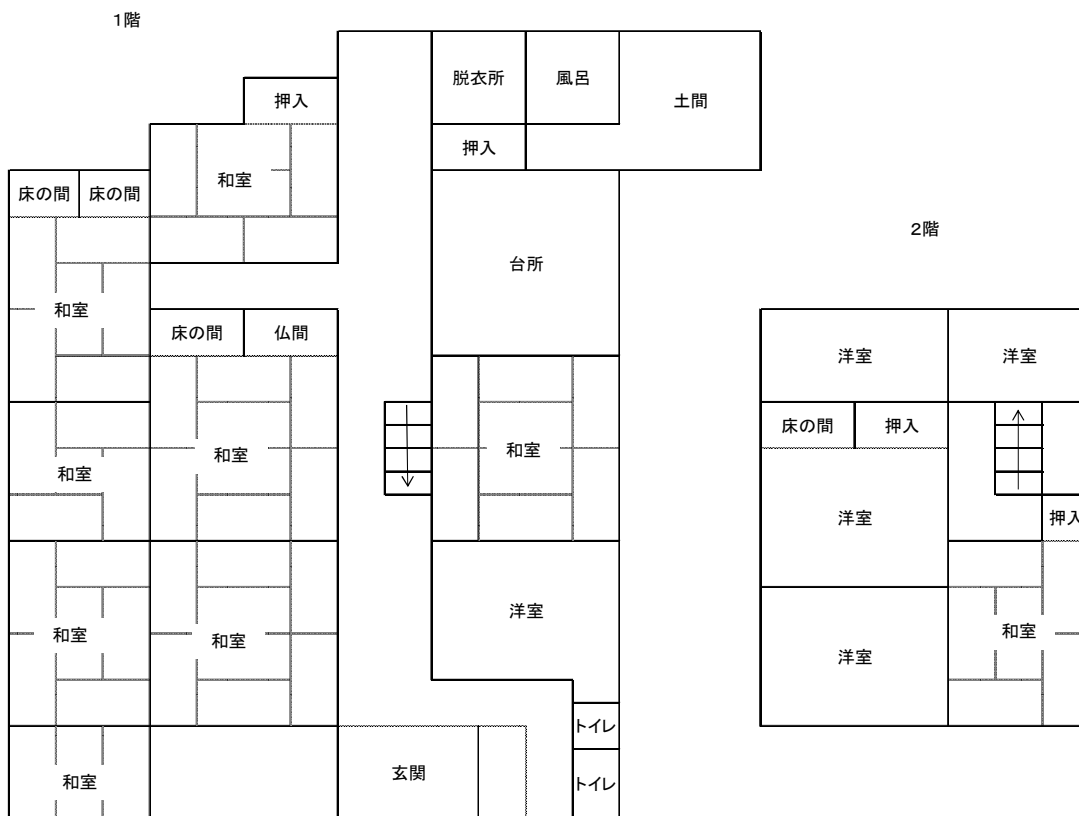 1階
脱衣所
風呂
土間
押入
押入
和室
床の間
床の間
台所
和室
床の間
仏間
和室
和室
和室
和室
和室
洋室
和室
玄関
トイレ
トイレ
2階
洋室
洋室
床の間
押入
洋室
押入
洋室
和室